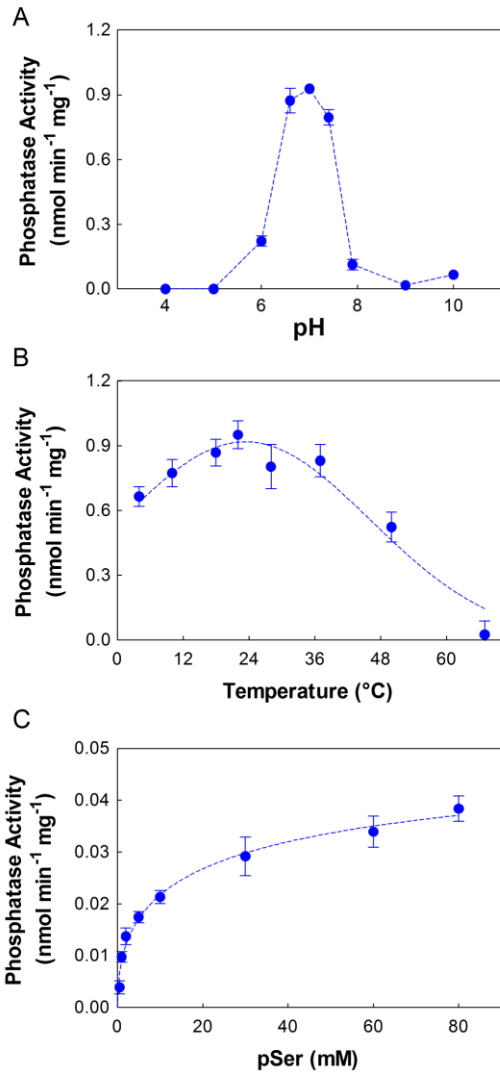 A
Phosphatase Activity
(nmol min⁻¹ mg⁻¹)
1.2
0.9
0.6
0.3
0.0
4 6 8 10
pH
B
Phosphatase Activity
(nmol min⁻¹ mg⁻¹)
1.2
0.9
0.6
0.3
0.0
0 12 24 36 48 60
Temperature (°C)
C
Phosphatase Activity
(nmol min⁻¹ mg⁻¹)
0.05
0.04
0.03
0.02
0.01
0.00
0 20 40 60 80
pSer (mM)